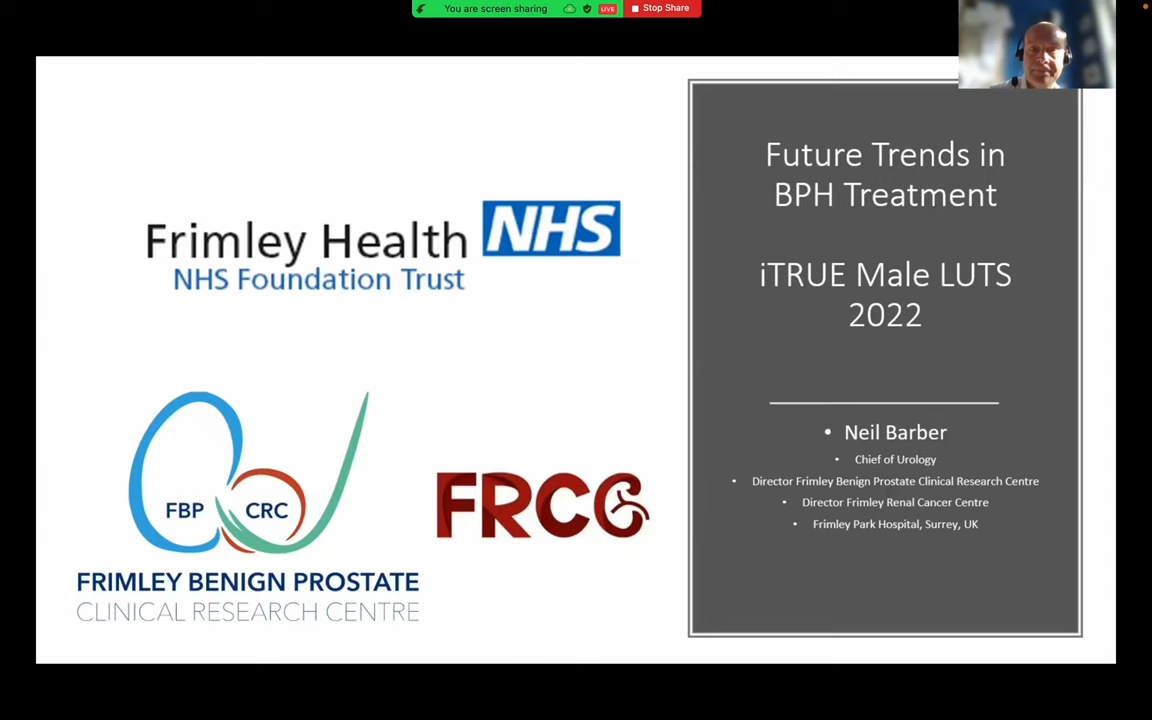 You are screen sharing
LIVE
Stop Share
Frimley Health NHS
NHS Foundation Trust
FBP CRC
FRIMLEY BENIGN PROSTATE
CLINICAL RESEARCH CENTRE
FRCC
Future Trends in
BPH Treatment
iTRUE Male LUTS
2022
• Neil Barber
• Chief of Urology
• Director Frimley Benign Prostate Clinical Research Centre
• Director Frimley Renal Cancer Centre
• Frimley Park Hospital, Surrey, UK